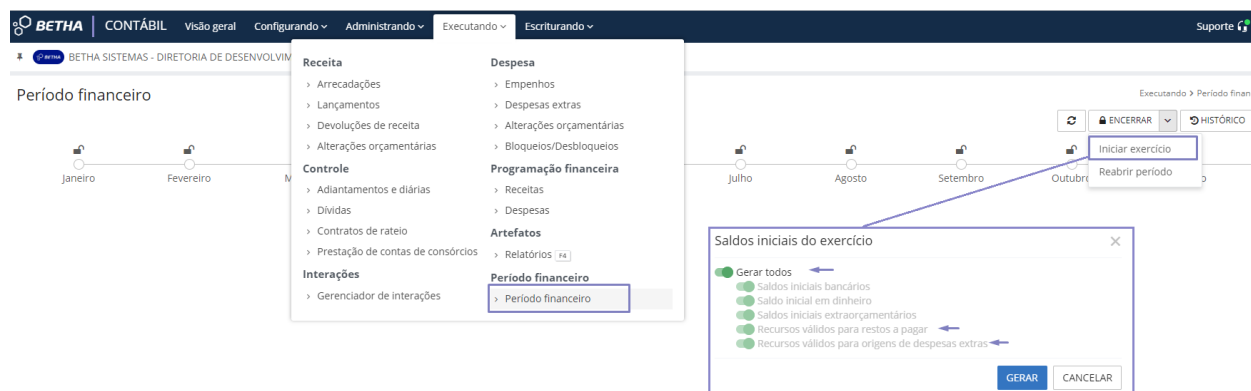 BETHA CONTÁBIL Visão geral Configurando Administrando Executando Escriturando Suporte
BETHA BETHA SISTEMAS - DIRETORIA DE DESENVOLVIM
Período financeiro
Executando > Período finan
ENCERRAR HISTÓRICO
Iniciar exercício
Reabrir período
Janeiro Fevereiro M Julho Agosto Setembro Outubro o
Receita
> Arrecadações
> Lançamentos
> Devoluções de receita
> Alterações orçamentárias
Controle
> Adiantamentos e diárias
> Dívidas
> Contratos de rateio
> Prestação de contas de consórcios
Interações
> Gerenciador de interações
Despesa
> Empenhos
> Despesas extras
> Alterações orçamentárias
> Bloqueios/Desbloqueios
Programação financeira
> Receitas
> Despesas
Artefatos
> Relatórios F4
Período financeiro
> Período financeiro
Saldos iniciais do exercício
Gerar todos
Saldos iniciais bancários
Saldo inicial em dinheiro
Saldos iniciais extraorçamentários
Recursos válidos para restos a pagar
Recursos válidos para origens de despesas extras
GERAR CANCELAR